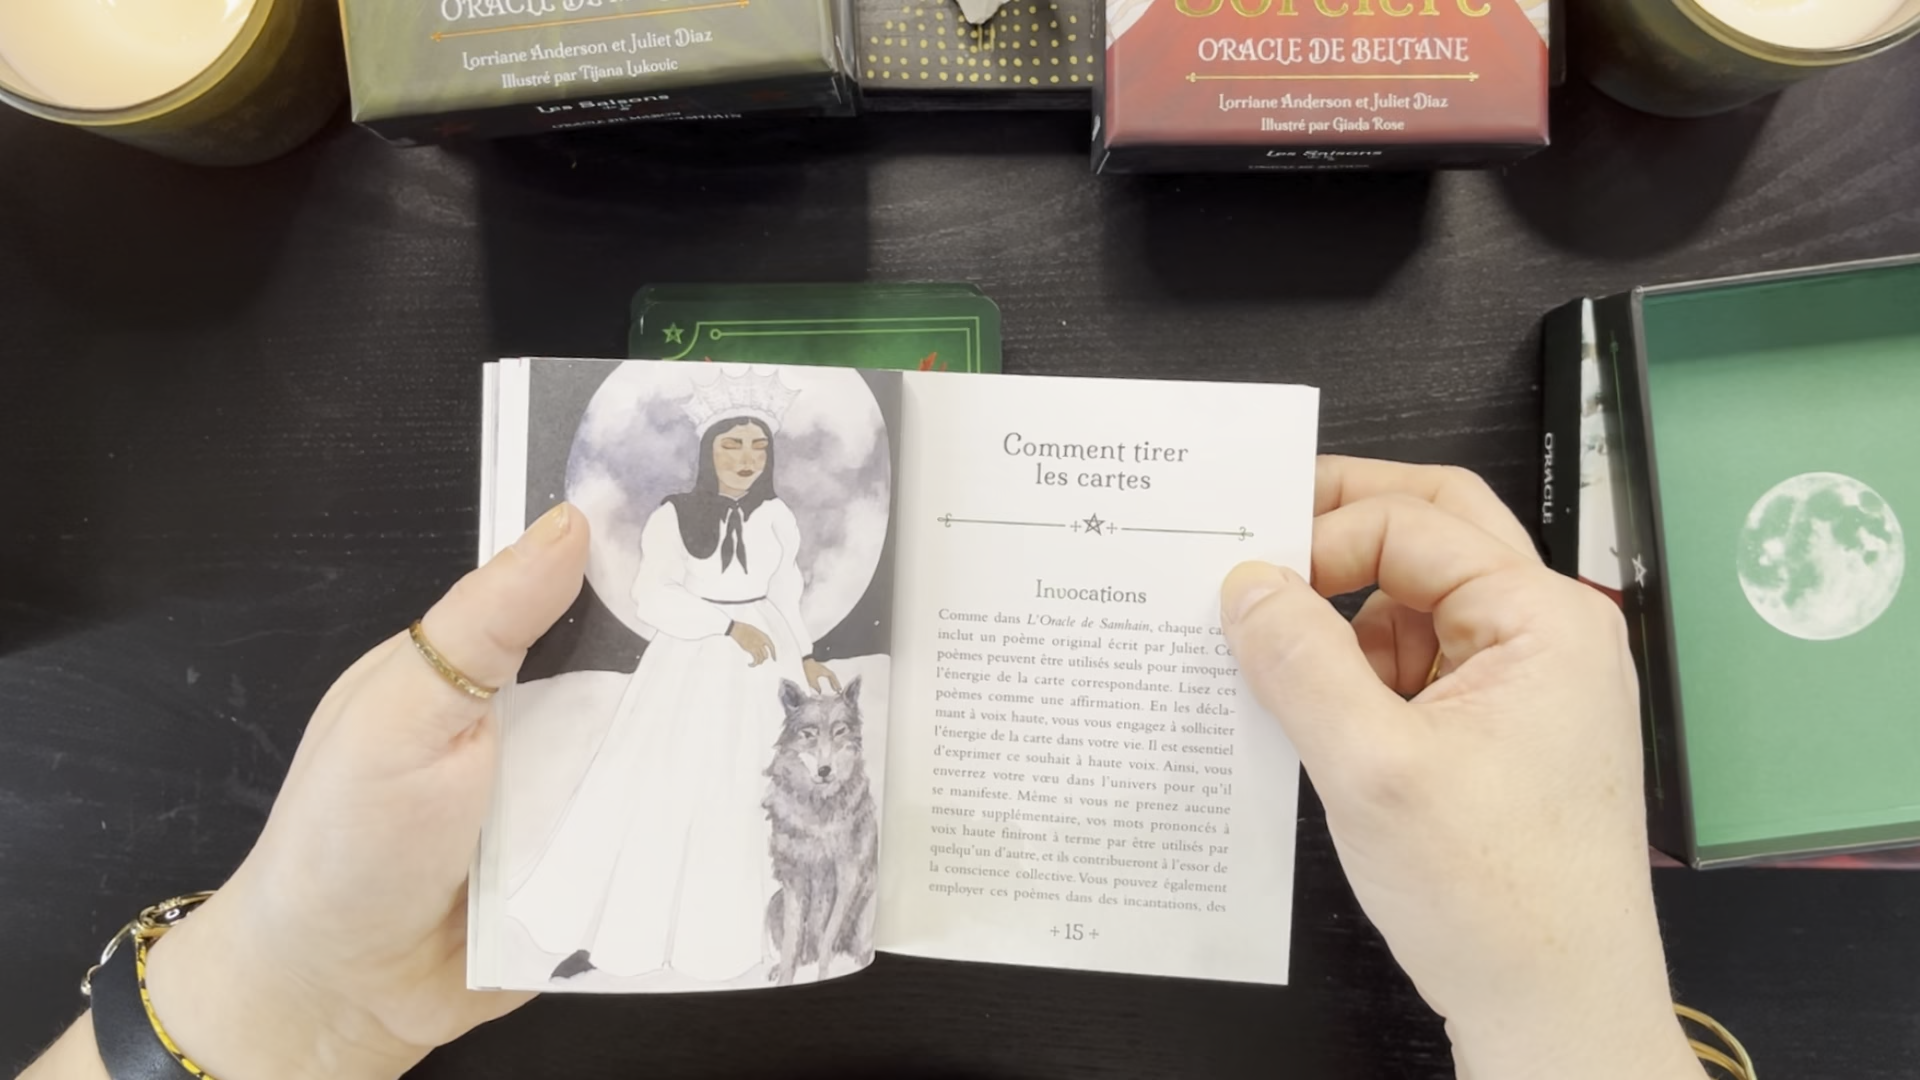 ORACLE DE
Lorriane Anderson et Juliet Diaz
Illustré par Tijana Lukovic
Les Saisons
Sorcière
ORACLE DE BELTANE
Lorriane Anderson et Juliet Diaz
Illustré par Giada Rose
Les Saisons
ORACLE
Comment tirer
les cartes
Invocations
Comme dans L'Oracle de Samhain, chaque
inclut un poème original écrit par Juliet.
poèmes peuvent être utilisés seuls pour invoquer
l'énergie de la carte correspondante. Lisez ces
poèmes comme une affirmation. En les décla-
mant à voix haute, vous vous engagez à solliciter
l'énergie de la carte dans votre vie. Il est essentiel
d'exprimer ce souhait à haute voix. Ainsi, vous
enverrez votre vœu dans l'univers pour qu'il
se manifeste. Même si vous ne prenez aucune
mesure supplémentaire, vos mots prononcés à
voix haute finiront à terme par être utilisés par
quelqu'un d'autre, et ils contribueront à l'essor de
la conscience collective. Vous pouvez également
employer ces poèmes dans des incantations, des
+ 15 +